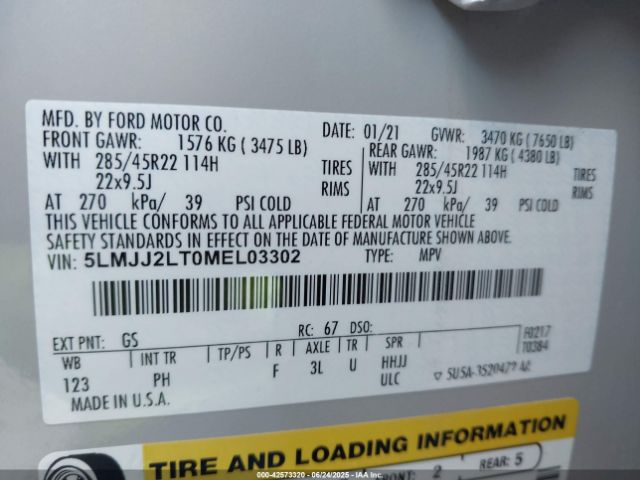 MFD. BY FORD MOTOR CO.
DATE: 01/21 GVWR: 3470 KG ( 7650 LB)
FRONT GAWR: 1576 KG ( 3475 LB)
REAR GAWR: 1987 KG ( 4380 LB)
WITH 285/45R22 114H TIRES
WITH 285/45R22 114H TIRES
22x9.5J RIMS
22x9.5J RIMS
AT 270 kPa/ 39 PSI COLD
AT 270 kPa/ 39 PSI COLD
THIS VEHICLE CONFORMS TO ALL APPLICABLE FEDERAL MOTOR VEHICLE
SAFETY STANDARDS IN EFFECT ON THE DATE OF MANUFACTURE SHOWN ABOVE.
VIN: 5LMJJ2LT0MEL03302 TYPE: MPV
EXT PNT: GS RC: 67 DSO:
F0217
T0384
WB INT TR TP/PS R AXLE TR SPR
123 PH F 3L U HHJJ
ULC
MADE IN U.S.A.
TIRE AND LOADING INFORMATION
FRONT: 2 REAR: 5
000-42573320 - 06/24/2025 - IAA Inc.